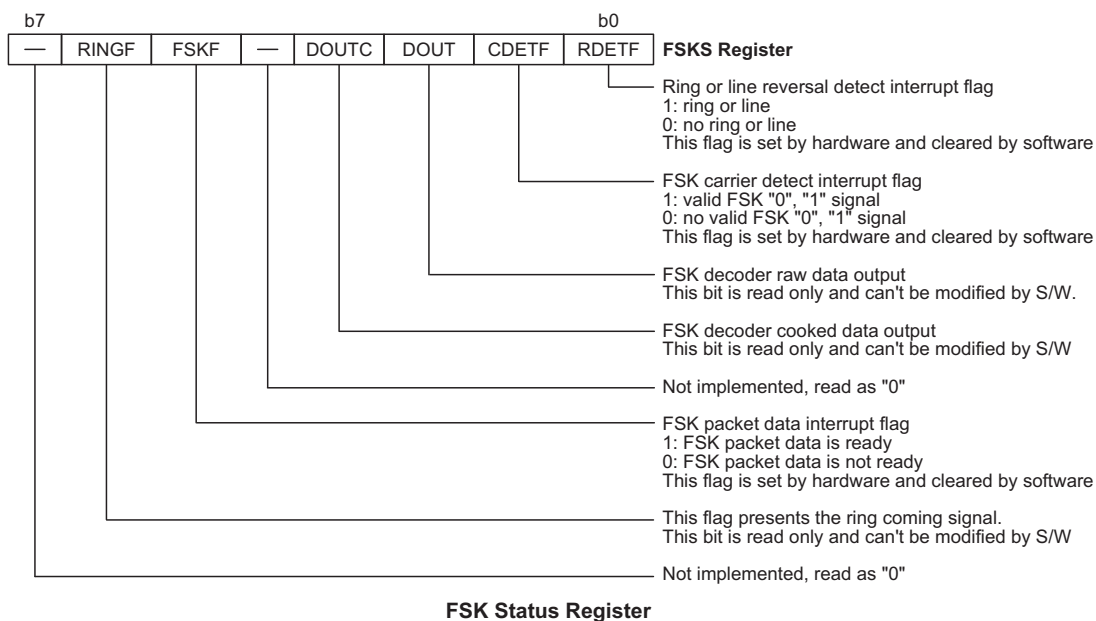 b7 b0
— RINGF FSKF — DOUTC DOUT CDETF RDETF FSKS Register
Ring or line reversal detect interrupt flag
1: ring or line
0: no ring or line
This flag is set by hardware and cleared by software
FSK carrier detect interrupt flag
1: valid FSK "0", "1" signal
0: no valid FSK "0", "1" signal
This flag is set by hardware and cleared by software
FSK decoder raw data output
This bit is read only and can't be modified by S/W.
FSK decoder cooked data output
This bit is read only and can't be modified by S/W
Not implemented, read as "0"
FSK packet data interrupt flag
1: FSK packet data is ready
0: FSK packet data is not ready
This flag is set by hardware and cleared by software
This flag presents the ring coming signal.
This bit is read only and can't be modified by S/W
Not implemented, read as "0"
FSK Status Register